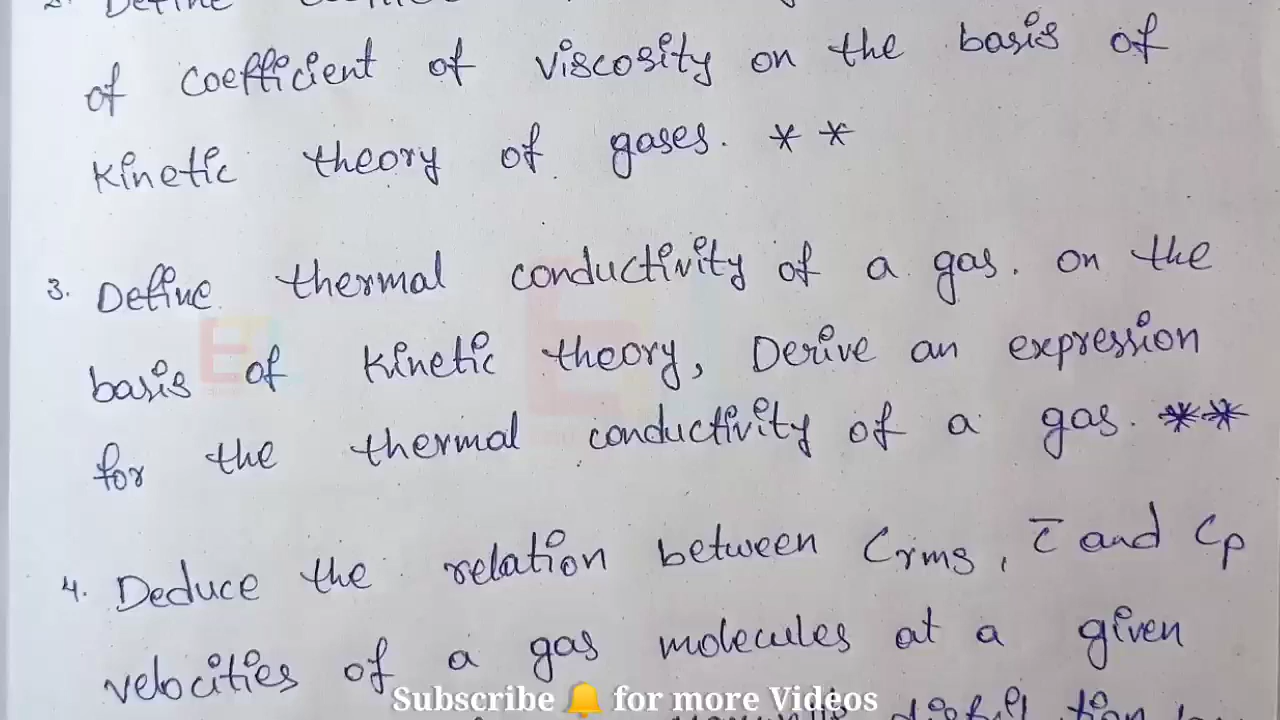 2. Define
of coefficient of viscosity on the basis of
kinetic theory of gases. * *
3. Define thermal conductivity of a gas. on the
basis of kinetic theory, Derive an expression
for the thermal conductivity of a gas. **
4. Deduce the relation between Crms, c̅ and Cp
velocities of a gas molecules at a given
Subscribe 🔔 for more Videos